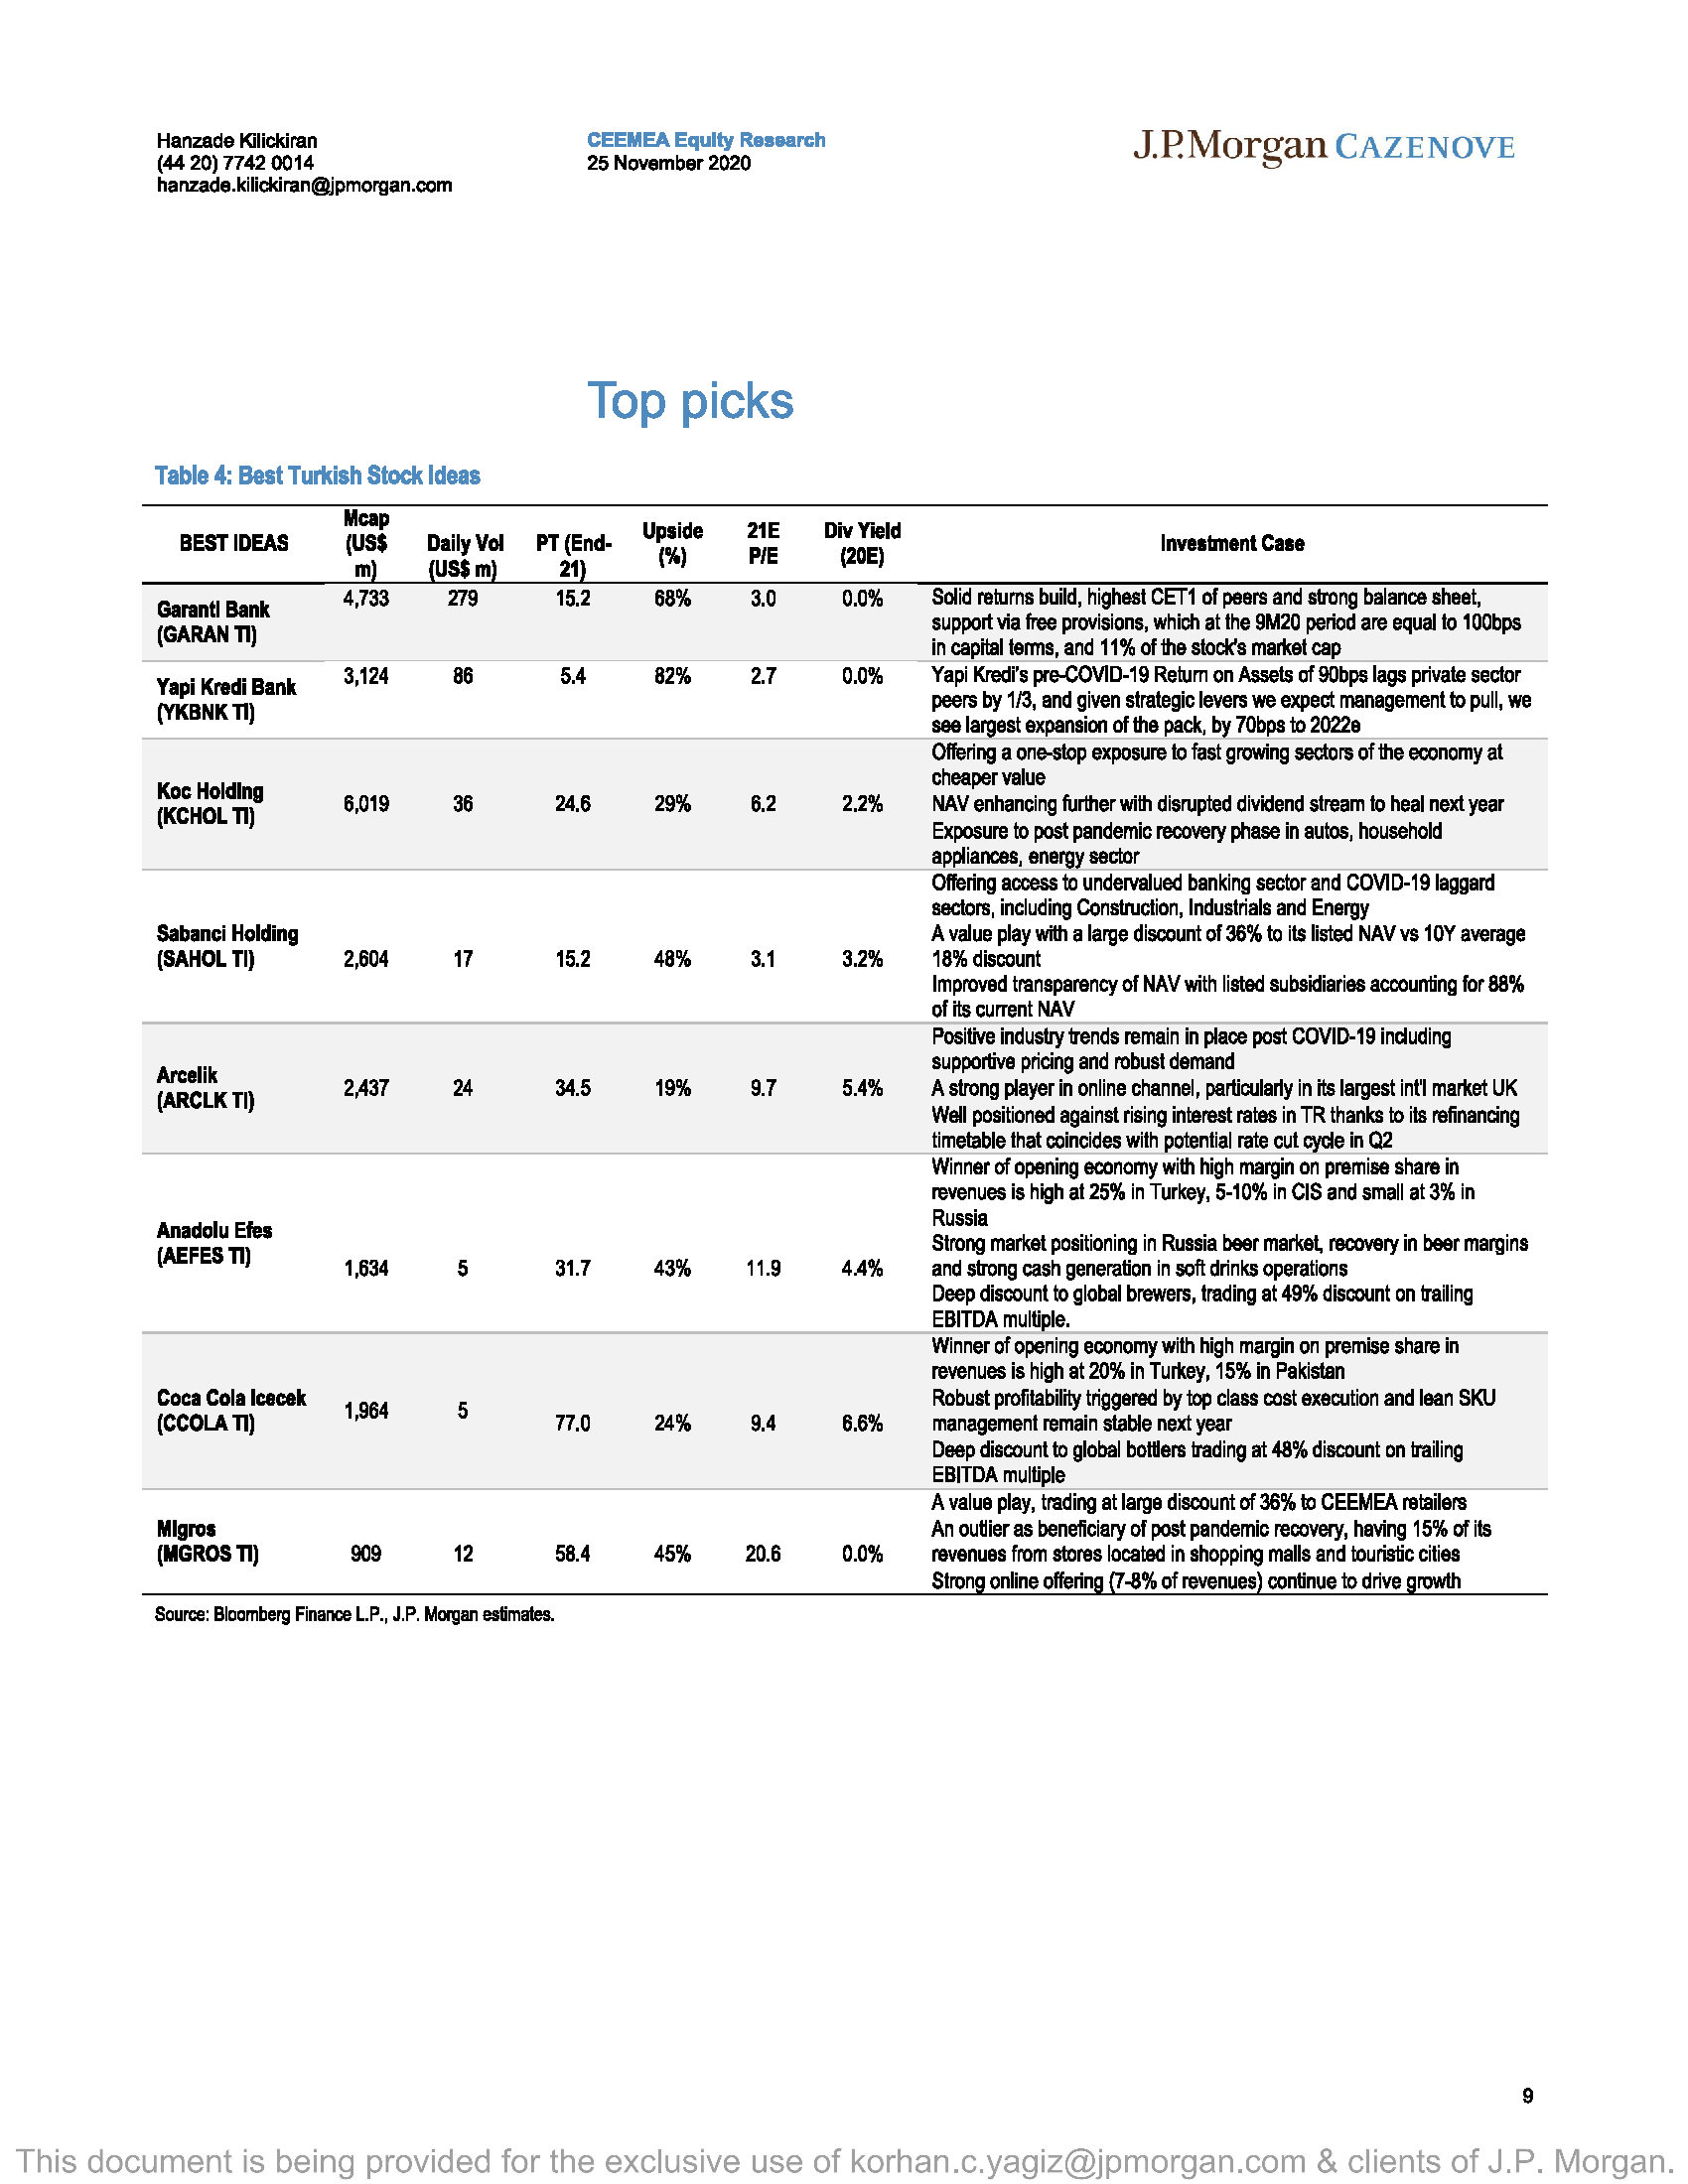 Hanzade Kilickiran
(44 20) 7742 0014
hanzade.kilickiran@jpmorgan.com
CEEMEA Equity Research
25 November 2020
J.P.Morgan CAZENOVE
Top picks
Table 4: Best Turkish Stock Ideas
BEST IDEAS Mcap (US$ m) Daily Vol (US$ m) PT (End-21) Upside (%) 21E P/E Div Yield (20E) Investment Case
Garanti Bank (GARAN TI) 4,733 279 15.2 68% 3.0 0.0% Solid returns build, highest CET1 of peers and strong balance sheet,
support via free provisions, which at the 9M20 period are equal to 100bps
in capital terms, and 11% of the stock's market cap
Yapi Kredi Bank (YKBNK TI) 3,124 86 5.4 82% 2.7 0.0% Yapi Kredi's pre-COVID-19 Return on Assets of 90bps lags private sector
peers by 1/3, and given strategic levers we expect management to pull, we
see largest expansion of the pack, by 70bps to 2022e
Koc Holding (KCHOL TI) 6,019 36 24.6 29% 6.2 2.2% Offering a one-stop exposure to fast growing sectors of the economy at
cheaper value
NAV enhancing further with disrupted dividend stream to heal next year
Exposure to post pandemic recovery phase in autos, household
appliances, energy sector
Sabanci Holding (SAHOL TI) 2,604 17 15.2 48% 3.1 3.2% Offering access to undervalued banking sector and COVID-19 laggard
sectors, including Construction, Industrials and Energy
A value play with a large discount of 36% to its listed NAV vs 10Y average
18% discount
Improved transparency of NAV with listed subsidiaries accounting for 88%
of its current NAV
Arcelik (ARCLK TI) 2,437 24 34.5 19% 9.7 5.4% Positive industry trends remain in place post COVID-19 including
supportive pricing and robust demand
A strong player in online channel, particularly in its largest int'l market UK
Well positioned against rising interest rates in TR thanks to its refinancing
timetable that coincides with potential rate cut cycle in Q2
Anadolu Efes (AEFES TI) 1,634 5 31.7 43% 11.9 4.4% Winner of opening economy with high margin on premise share in
revenues is high at 25% in Turkey, 5-10% in CIS and small at 3% in
Russia
Strong market positioning in Russia beer market, recovery in beer margins
and strong cash generation in soft drinks operations
Deep discount to global brewers, trading at 49% discount on trailing
EBITDA multiple.
Coca Cola Icecek (CCOLA TI) 1,964 5 77.0 24% 9.4 6.6% Winner of opening economy with high margin on premise share in
revenues is high at 20% in Turkey, 15% in Pakistan
Robust profitability triggered by top class cost execution and lean SKU
management remain stable next year
Deep discount to global bottlers trading at 48% discount on trailing
EBITDA multiple
Migros (MGROS TI) 909 12 58.4 45% 20.6 0.0% A value play, trading at large discount of 36% to CEEMEA retailers
An outlier as beneficiary of post pandemic recovery, having 15% of its
revenues from stores located in shopping malls and touristic cities
Strong online offering (7-8% of revenues) continue to drive growth
Source: Bloomberg Finance L.P., J.P. Morgan estimates.
9
This document is being provided for the exclusive use of korhan.c.yagiz@jpmorgan.com & clients of J.P. Morgan.